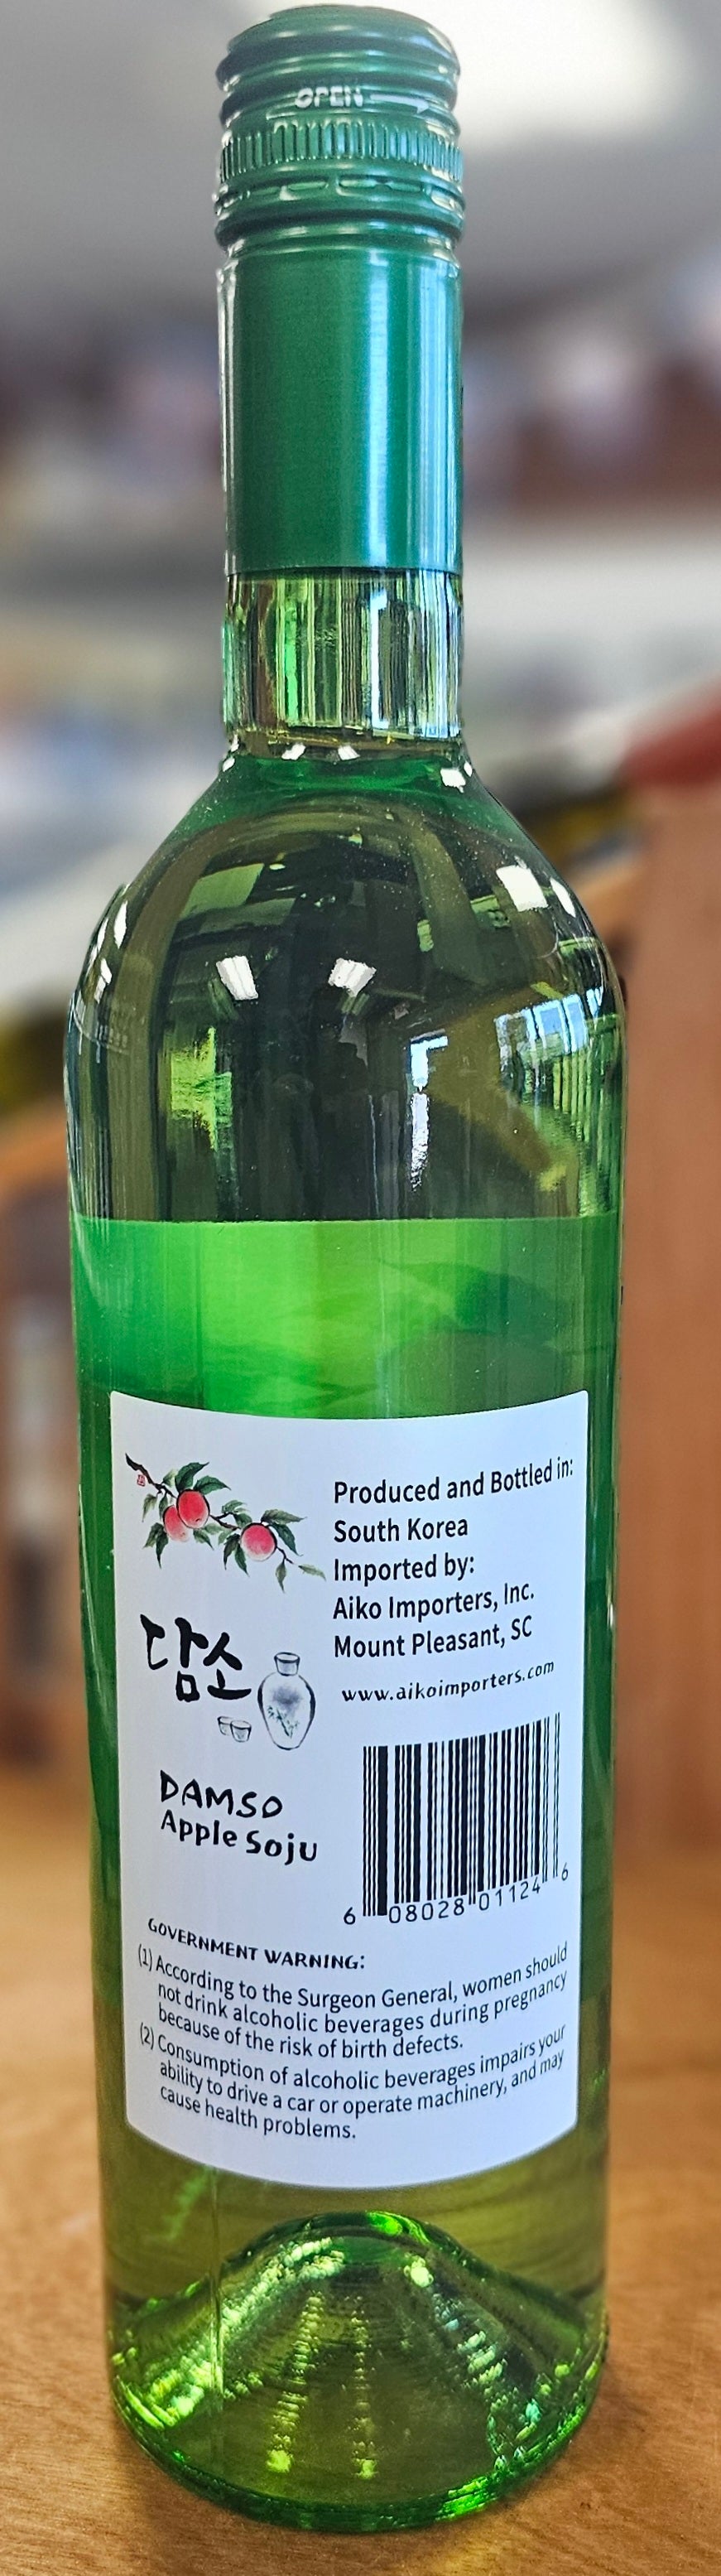 OPEN
Produced and Bottled in:
South Korea
Imported by:
Aiko Importers, Inc.
Mount Pleasant, SC
www.aikoimporters.com
담소
DAMSO
Apple Soju
6 08028 01124 6
GOVERNMENT WARNING:
(1) According to the Surgeon General, women should
not drink alcoholic beverages during pregnancy
because of the risk of birth defects.
(2) Consumption of alcoholic beverages impairs your
ability to drive a car or operate machinery, and may
cause health problems.